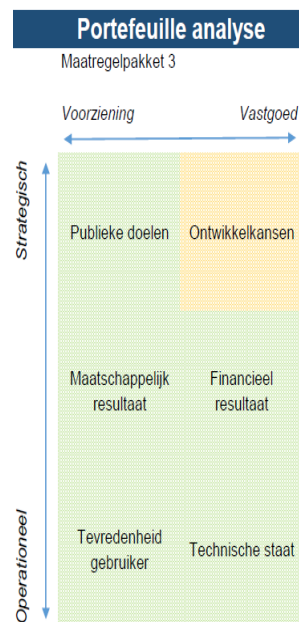 Portefeuille analyse
Maatregelpakket 3
Voorziening Vastgoed
Strategisch
Publieke doelen Ontwikkelkansen
Maatschappelijk Financieel
resultaat resultaat
Tevredenheid
gebruiker Technische staat
Operationeel